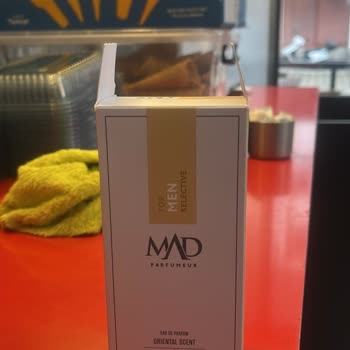 FOR
MEN
SELECTIVE
MAD
PARFUMEUR
EAU DE PARFUM
ORIENTAL SCENT